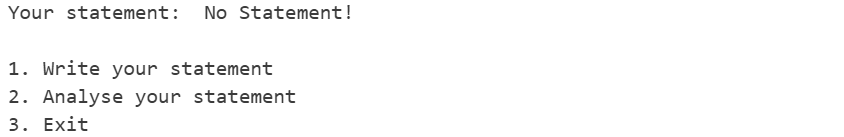 Your statement:  No Statement!
1. Write your statement
2. Analyse your statement
3. Exit